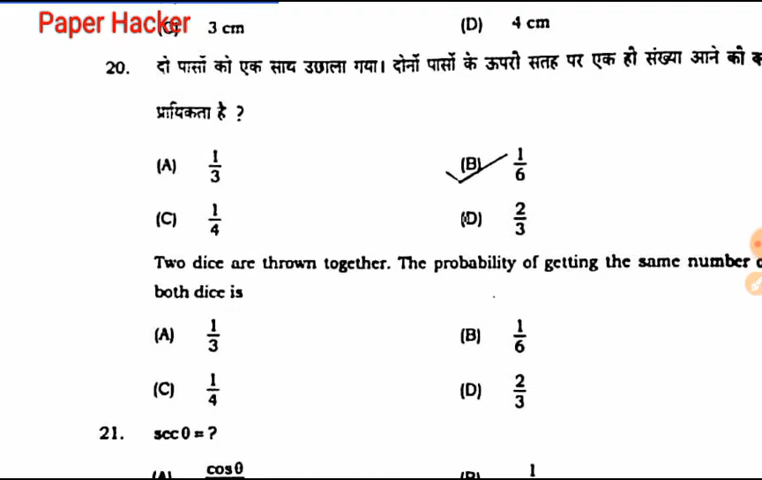 Paper Hacker
(C) 3 cm (D) 4 cm
20. दो पासों को एक साथ उछाला गया। दोनों पासों के ऊपरी सतह पर एक ही संख्या आने की
प्रायिकता है ?
(A) 1/3 (B) 1/6
(C) 1/4 (D) 2/3
Two dice are thrown together. The probability of getting the same number
both dice is
(A) 1/3 (B) 1/6
(C) 1/4 (D) 2/3
21. sec θ = ?
(A) cos θ (B) 1